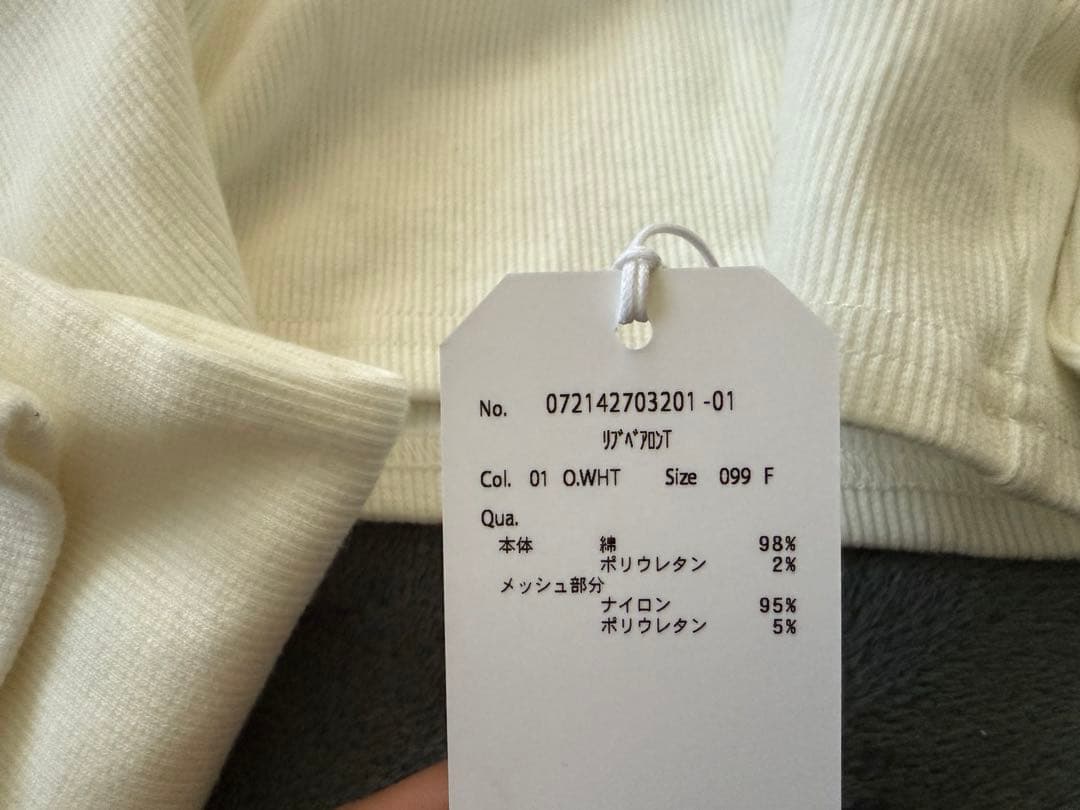 No. 072142703201 -01
ﾘﾌﾞﾍﾞｱﾛﾝT
Col. 01 O.WHT Size 099 F
Qua.
本体 綿 98%
ポリウレタン 2%
メッシュ部分
ナイロン 95%
ポリウレタン 5%